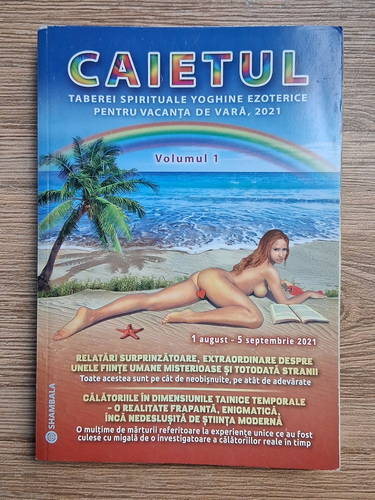 CAIETUL
TABEREI SPIRITUALE YOGHINE EZOTERICE
PENTRU VACANȚA DE VARĂ, 2021
Volumul 1
1 august - 5 septembrie 2021
RELATĂRI SURPRINZĂTOARE, EXTRAORDINARE DESPRE
UNELE FIINȚE UMANE MISTERIOASE ȘI TOTODATĂ STRANII
Toate acestea sunt pe cât de neobișnuite, pe atât de adevărate
CĂLĂTORIILE ÎN DIMENSIUNILE TAINICE TEMPORALE
– O REALITATE FRAPANTĂ, ENIGMATICĂ,
ÎNCĂ NEDESLUȘITĂ DE ȘTIINȚA MODERNĂ
O mulțime de mărturii referitoare la experiențe unice ce au fost
culese cu migală de o investigatoare a călătoriilor reale în timp
SHAMBALA